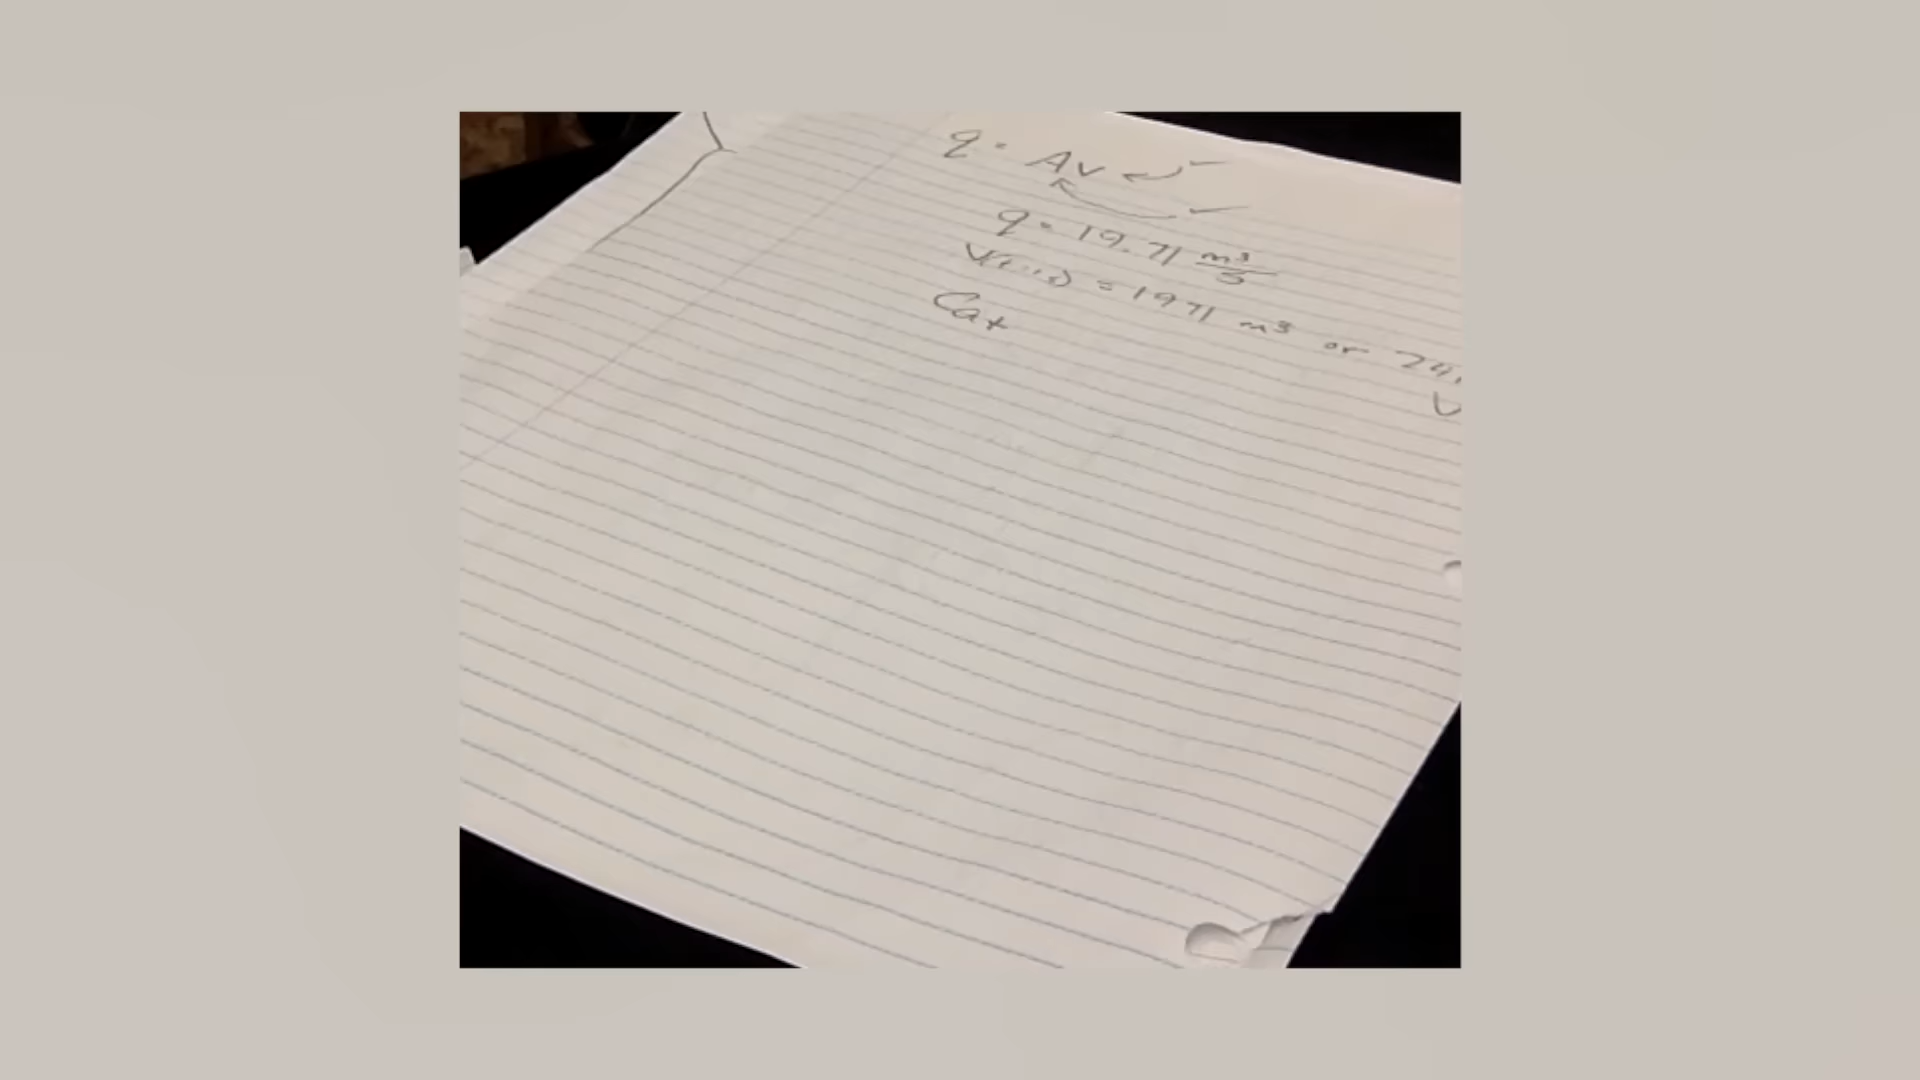 q = Av
q = 19.71 m³/s
= 1971 m³ or 
Cat